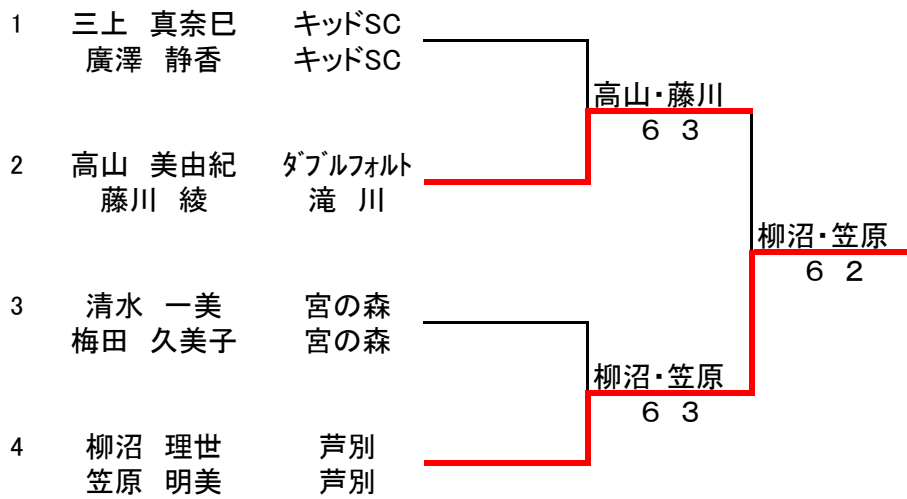 1 三上 真奈巳 キッドSC
廣澤 静香 キッドSC
高山・藤川
6 3
2 高山 美由紀 ダブルフォルト
藤川 綾 滝 川
柳沼・笠原
6 2
3 清水 一美 宮の森
梅田 久美子 宮の森
柳沼・笠原
6 3
4 柳沼 理世 芦別
笠原 明美 芦別